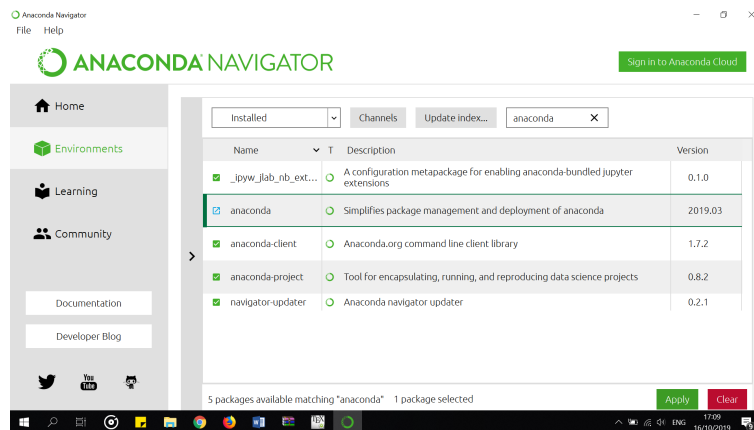 Anaconda Navigator
File Help
ANACONDA NAVIGATOR
Sign in to Anaconda Cloud
Home
Environments
Learning
Community
Documentation
Developer Blog
You Tube
Installed
Channels
Update index...
anaconda
Name T Description Version
_ipyw_jlab_nb_ext... A configuration metapackage for enabling anaconda-bundled jupyter
extensions 0.1.0
anaconda Simplifies package management and deployment of anaconda 2019.03
anaconda-client Anaconda.org command line client library 1.7.2
anaconda-project Tool for encapsulating, running, and reproducing data science projects 0.8.2
navigator-updater Anaconda navigator updater 0.2.1
5 packages available matching "anaconda" 1 package selected
Apply
Clear
ENG
17:09
16/10/2019